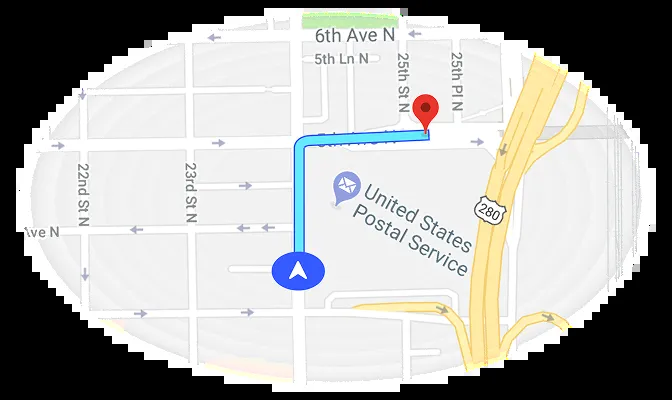 6th Ave N
5th Ln N
25th St N
25th Pl N
22nd St N
23rd St N
United States
Postal Service
280
Ave N